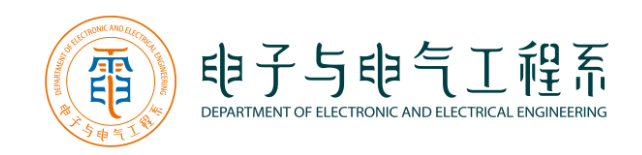 DEPARTMENT OF ELECTRONIC AND ELECTRICAL ENGINEERING
電
电子与电气工程系
电子与电气工程系
DEPARTMENT OF ELECTRONIC AND ELECTRICAL ENGINEERING